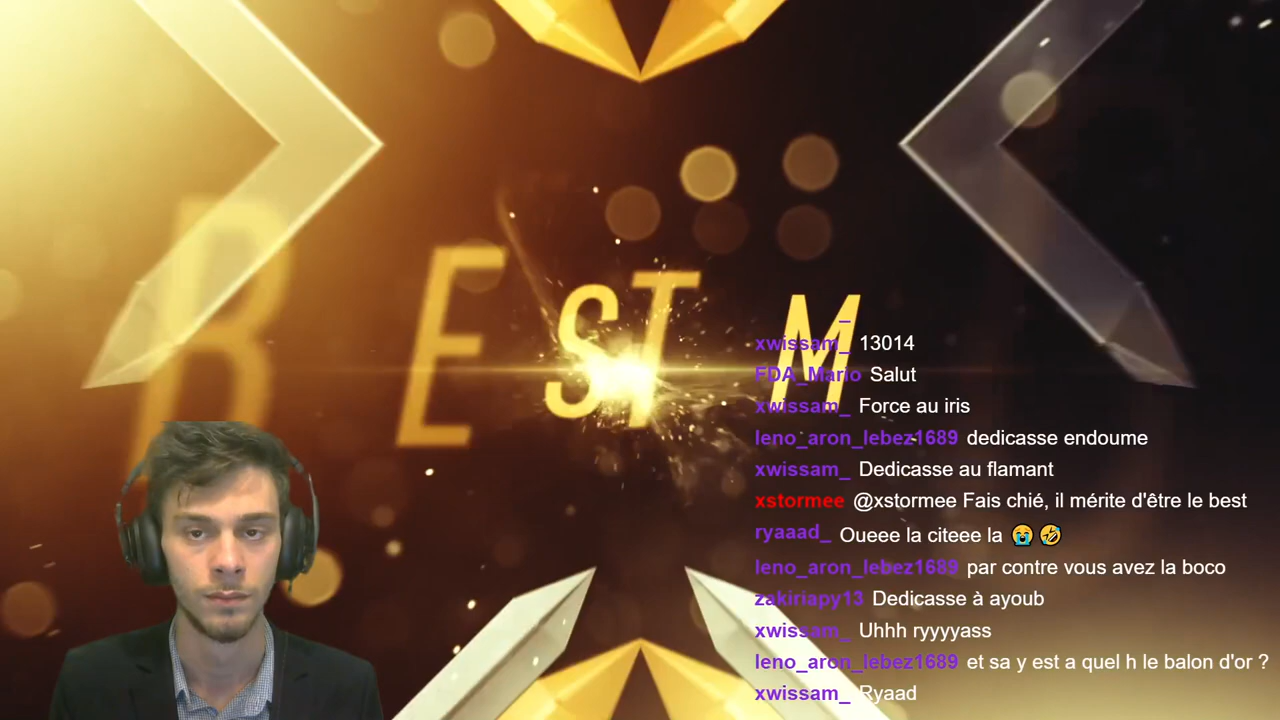 BEST M
_
xwissam_ 13014
FDA_Mario Salut
xwissam_ Force au iris
leno_aron_lebez1689 dedicasse endoume
xwissam_ Dedicasse au flamant
xstormee @xstormee Fais chié, il mérite d'être le best
ryaaad_ Oueee la citeee la 😭 🤣
leno_aron_lebez1689 par contre vous avez la boco
zakiriapy13 Dedicasse à ayoub
xwissam_ Uhhh ryyyyass
leno_aron_lebez1689 et sa y est a quel h le balon d'or ?
xwissam_ Ryaad